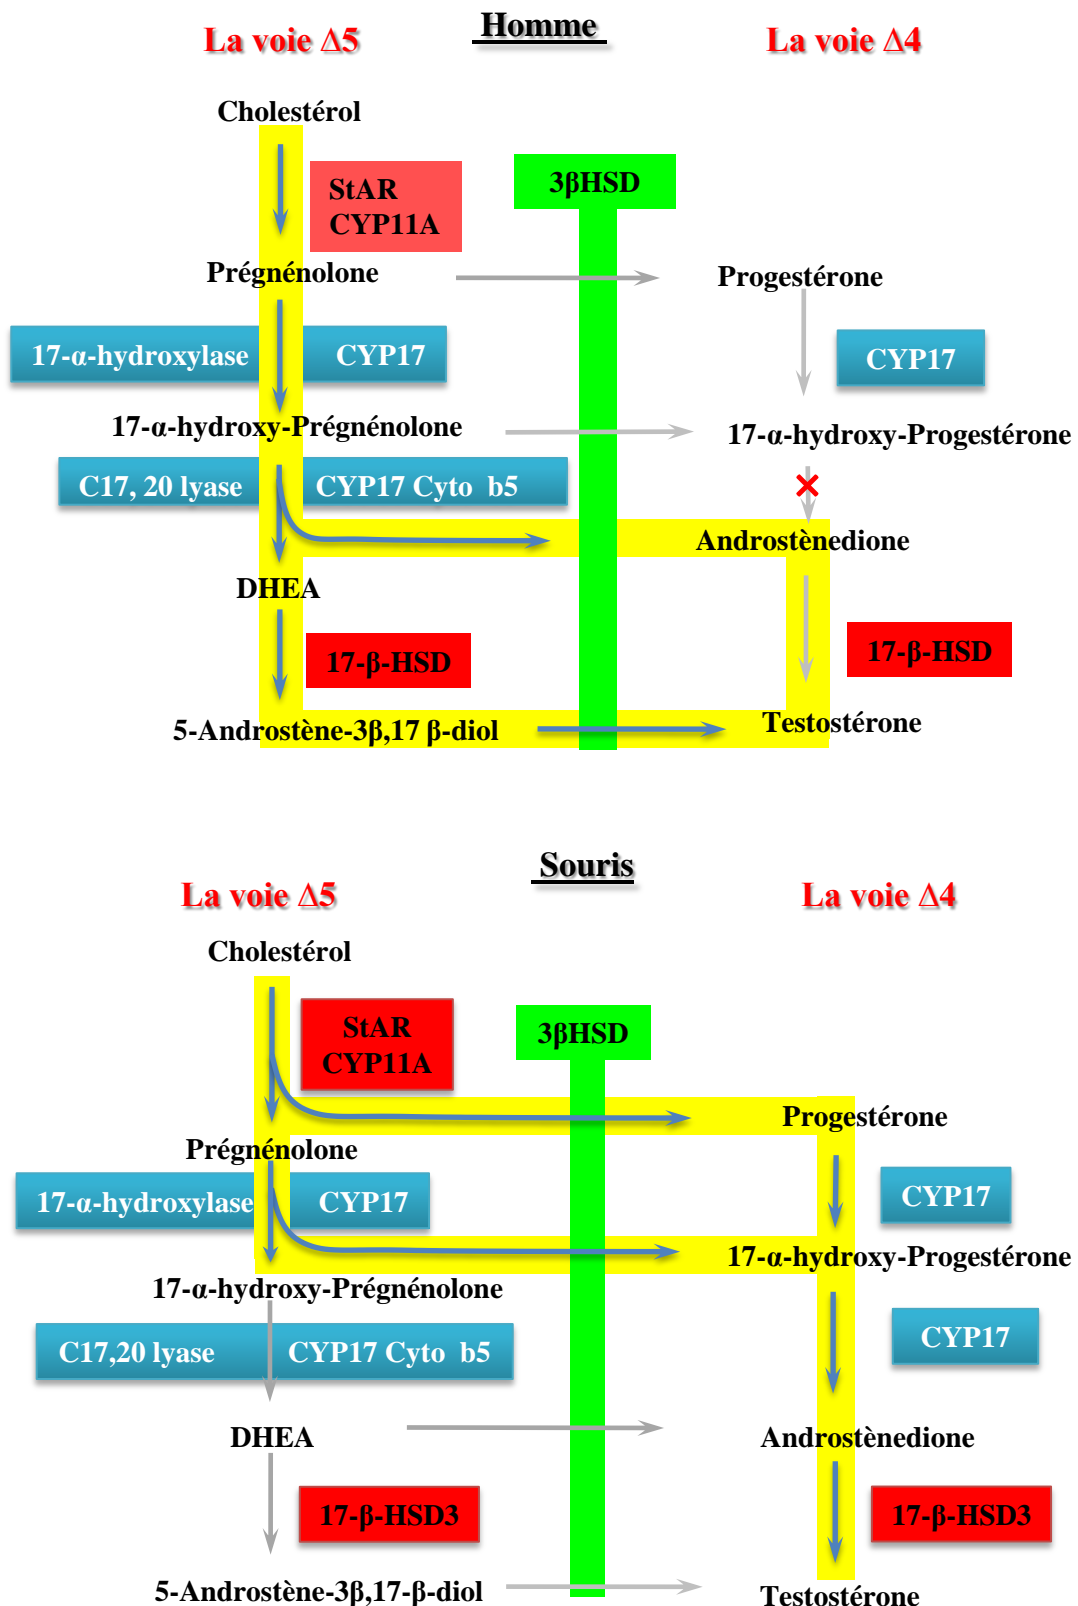 Homme
La voie Δ5
La voie Δ4
Cholestérol
StAR
CYP11A
3βHSD
Prégnénolone
Progestérone
17-α-hydroxylase
CYP17
CYP17
17-α-hydroxy-Prégnénolone
17-α-hydroxy-Progestérone
C17, 20 lyase
CYP17 Cyto b5
Androstènedione
DHEA
17-β-HSD
17-β-HSD
5-Androstène-3β,17 β-diol
Testostérone
Souris
La voie Δ5
La voie Δ4
Cholestérol
StAR
CYP11A
3βHSD
Progestérone
Prégnénolone
17-α-hydroxylase
CYP17
CYP17
17-α-hydroxy-Progestérone
17-α-hydroxy-Prégnénolone
C17,20 lyase
CYP17 Cyto b5
CYP17
DHEA
Androstènedione
17-β-HSD3
17-β-HSD3
5-Androstène-3β,17-β-diol
Testostérone